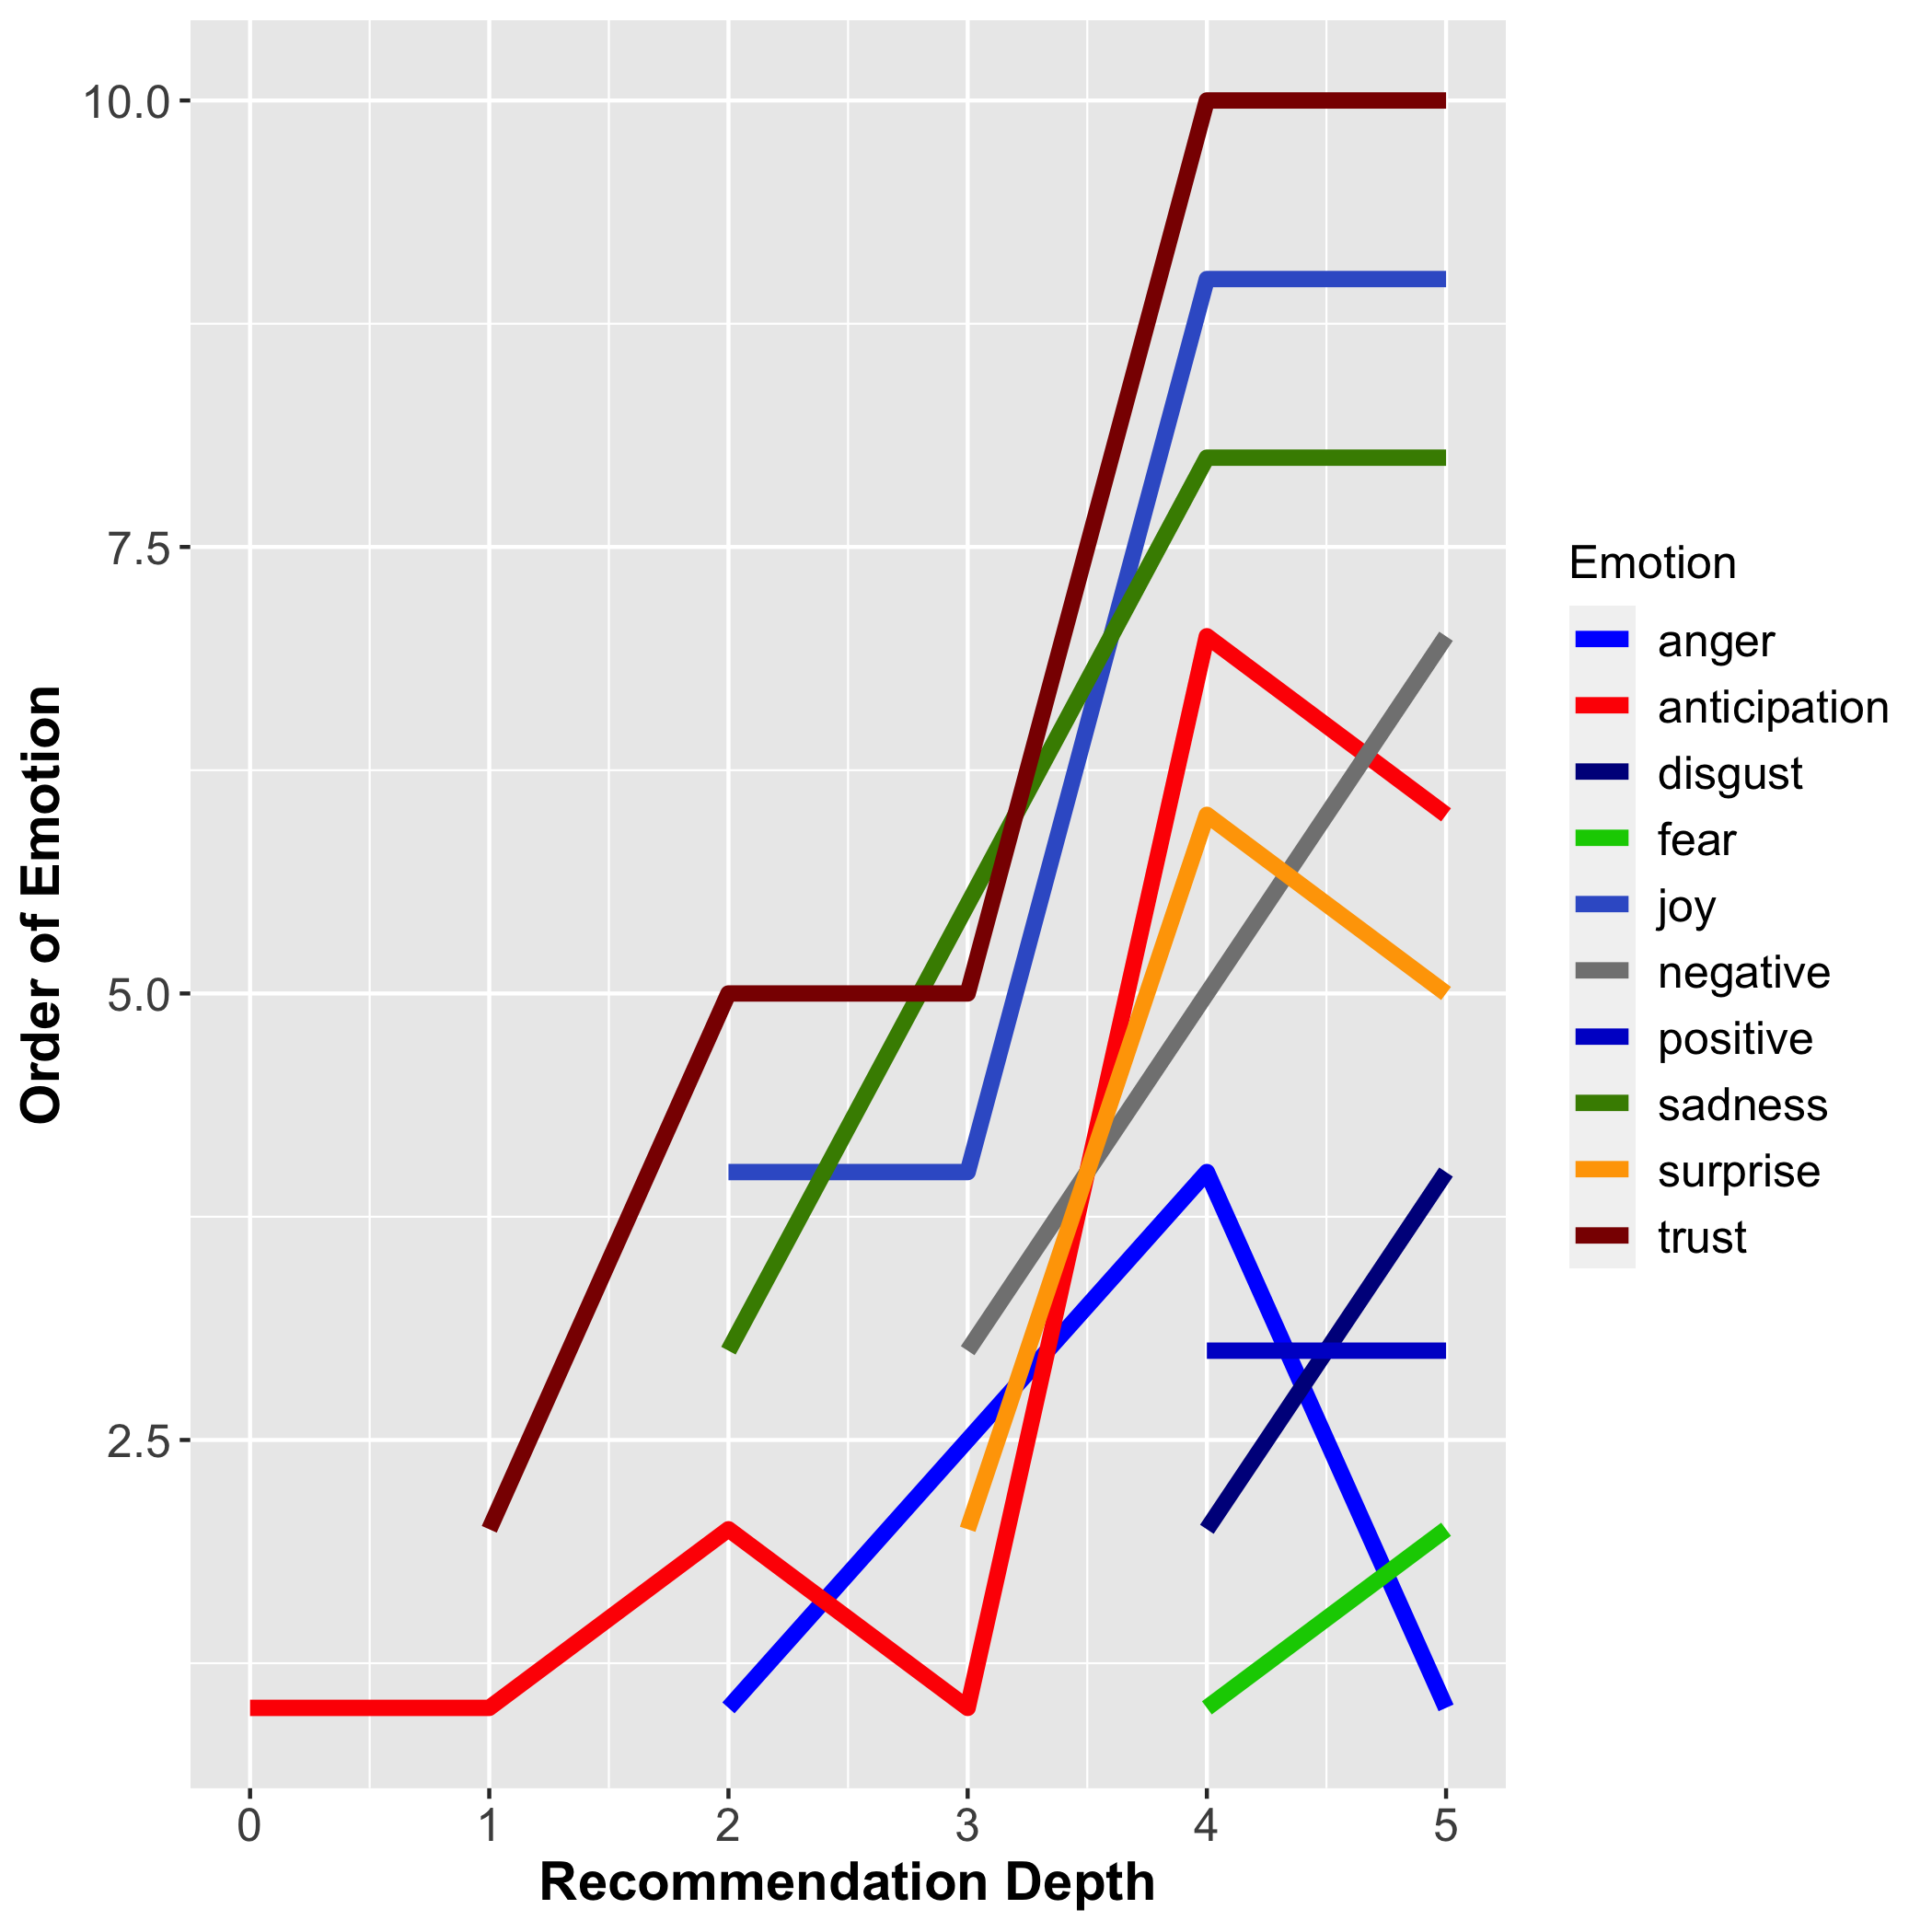 10.0
7.5
5.0
2.5
Order of Emotion
0 1 2 3 4 5
Recommendation Depth
Emotion
anger
anticipation
disgust
fear
joy
negative
positive
sadness
surprise
trust